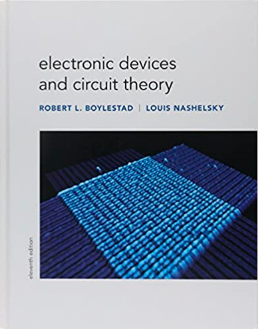 electronic devices
and circuit theory
ROBERT L. BOYLESTAD | LOUIS NASHELSKY
eleventh edition